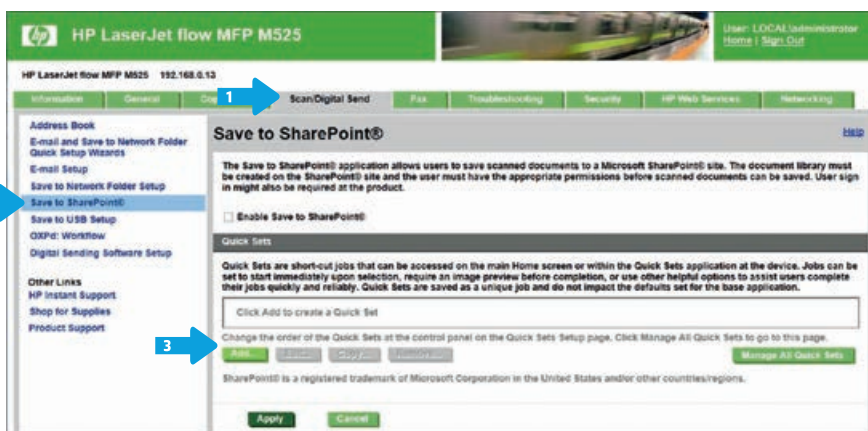 hp HP LaserJet flow MFP M525
User: LOCAL\administrator
Home | Sign Out
HP LaserJet flow MFP M525 192.168.0.13
Information General 1 Scan/Digital Send Fax Troubleshooting Security HP Web Services Networking
Address Book
E-mail and Save to Network Folder
Quick Setup Wizards
E-mail Setup
Save to Network Folder Setup
Save to SharePoint®
Save to USB Setup
OXPd: Workflow
Digital Sending Software Setup
Other Links
HP Instant Support
Shop for Supplies
Product Support
Save to SharePoint®
Help
The Save to SharePoint® application allows users to save scanned documents to a Microsoft SharePoint® site. The document library must
be created on the SharePoint® site and the user must have the appropriate permissions before scanned documents can be saved. User sign
in might also be required at the product.
Enable Save to SharePoint®
Quick Sets
Quick Sets are short-cut jobs that can be accessed on the main Home screen or within the Quick Sets application at the device. Jobs can be
set to start immediately upon selection, require an image preview before completion, or use other helpful options to assist users complete
their jobs quickly and reliably. Quick Sets are saved as a unique job and do not impact the defaults set for the base application.
Click Add to create a Quick Set
Change the order of the Quick Sets at the control panel on the Quick Sets Setup page. Click Manage All Quick Sets to go to this page.
3
Add... Edit... Copy... Remove... Manage All Quick Sets
SharePoint® is a registered trademark of Microsoft Corporation in the United States and/or other countries/regions.
Apply Cancel